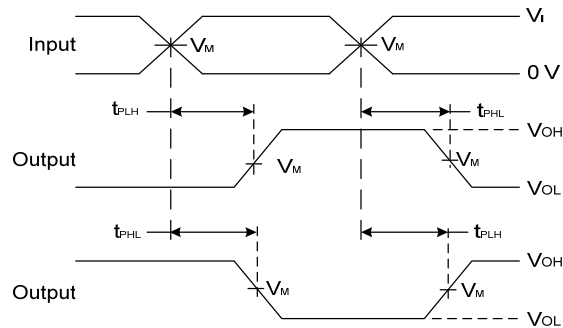 VI
Input VM VM
0 V
tPLH tPHL
VOH
Output VM VM
VOL
tPHL tPLH
VOH
Output VM VM
VOL